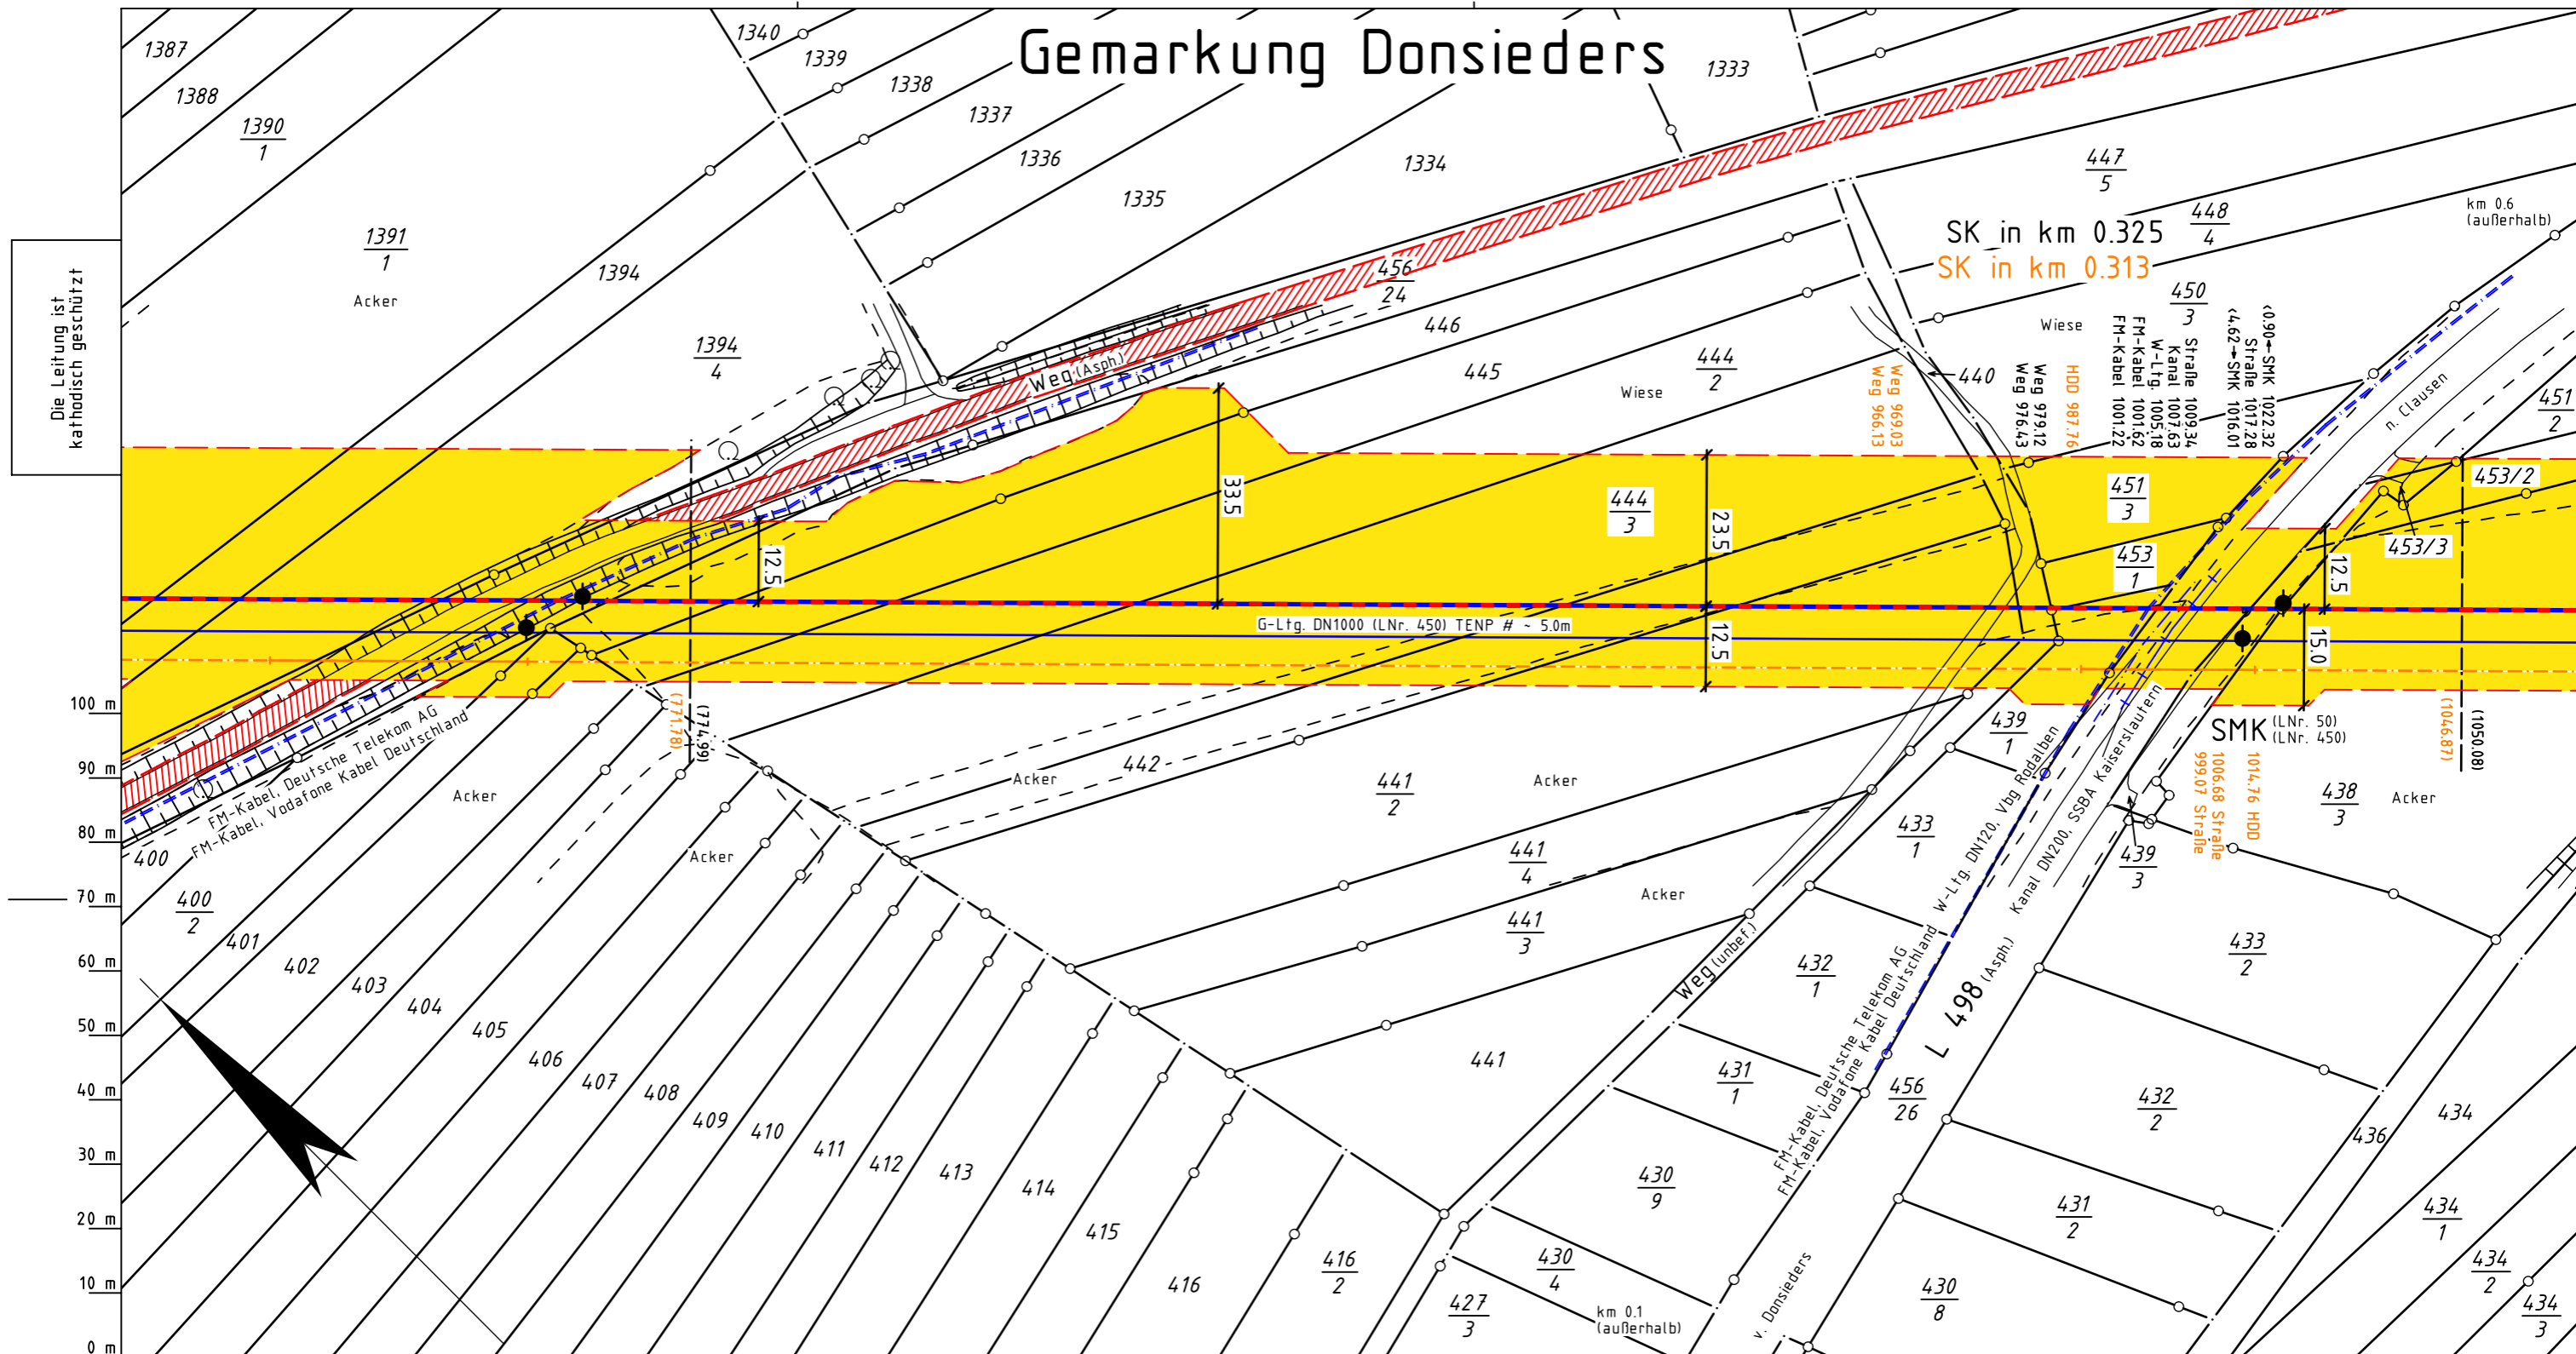 Gemarkung Donsieders
1387
1388
1390
1
1391
1
Acker
1394
1394
4
1340
1339
1338
1337
1336
1335
1334
1333
Die Leitung ist
kathodisch geschützt
Weg (Asph.)
456
24
446
445
444
2
Wiese
444
3
447
5
448
4
SK in km 0.325
SK in km 0.313
km 0.6
(außerhalb)
450
3
Wiese
440
Weg 966.13
Weg 969.03
Weg 976.43
Weg 979.12
HDD 987.76
FM-Kabel 1001.22
FM-Kabel 1001.62
W-Ltg. 1005.18
Kanal 1007.63
Straße 1009.34
<4.62→SMK 1016.01
Straße 1017.28
<0.90→SMK 1022.32
n. Clausen
451
2
451
3
453/2
453
1
453/3
33.5
23.5
12.5
12.5
12.5
15.0
G-Ltg. DN1000 (LNr. 450) TENP # ~ 5.0m
(771.78)
(774.99)
(1046.87)
(1050.08)
SMK (LNr. 50)
(LNr. 450)
999.07 Straße
1006.68 Straße
1014.76 HDD
FM-Kabel, Deutsche Telekom AG
FM-Kabel, Vodafone Kabel Deutschland
400
400
2
401
402
403
404
405
406
407
408
409
410
411
412
413
414
415
416
416
2
Acker
Acker
Acker
442
441
2
Acker
441
4
441
3
Acker
441
Weg (unbef.)
439
1
433
1
432
1
431
1
430
9
430
4
427
3
km 0.1
(außerhalb)
v. Donsieders
FM-Kabel, Deutsche Telekom AG
FM-Kabel, Vodafone Kabel Deutschland
W-Ltg. DN120, Vbg Rodalben
Kanal DN200, SSBA Kaiserslautern
L 498 (Asph.)
456
26
439
3
438
3
Acker
433
2
432
2
431
2
430
8
436
434
434
1
434
2
434
3
100 m
90 m
80 m
70 m
60 m
50 m
40 m
30 m
20 m
10 m
0 m